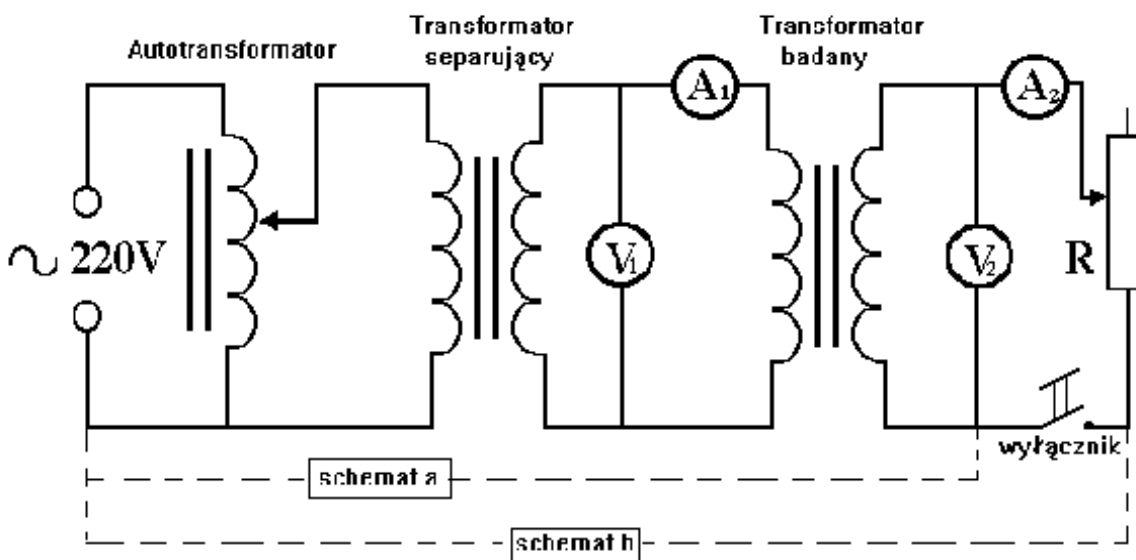 Autotransformator
Transformator
separujący
Transformator
badany
A₁
A₂
~ 220V
V₁
V₂
R
wyłącznik
schemat a
schemat b